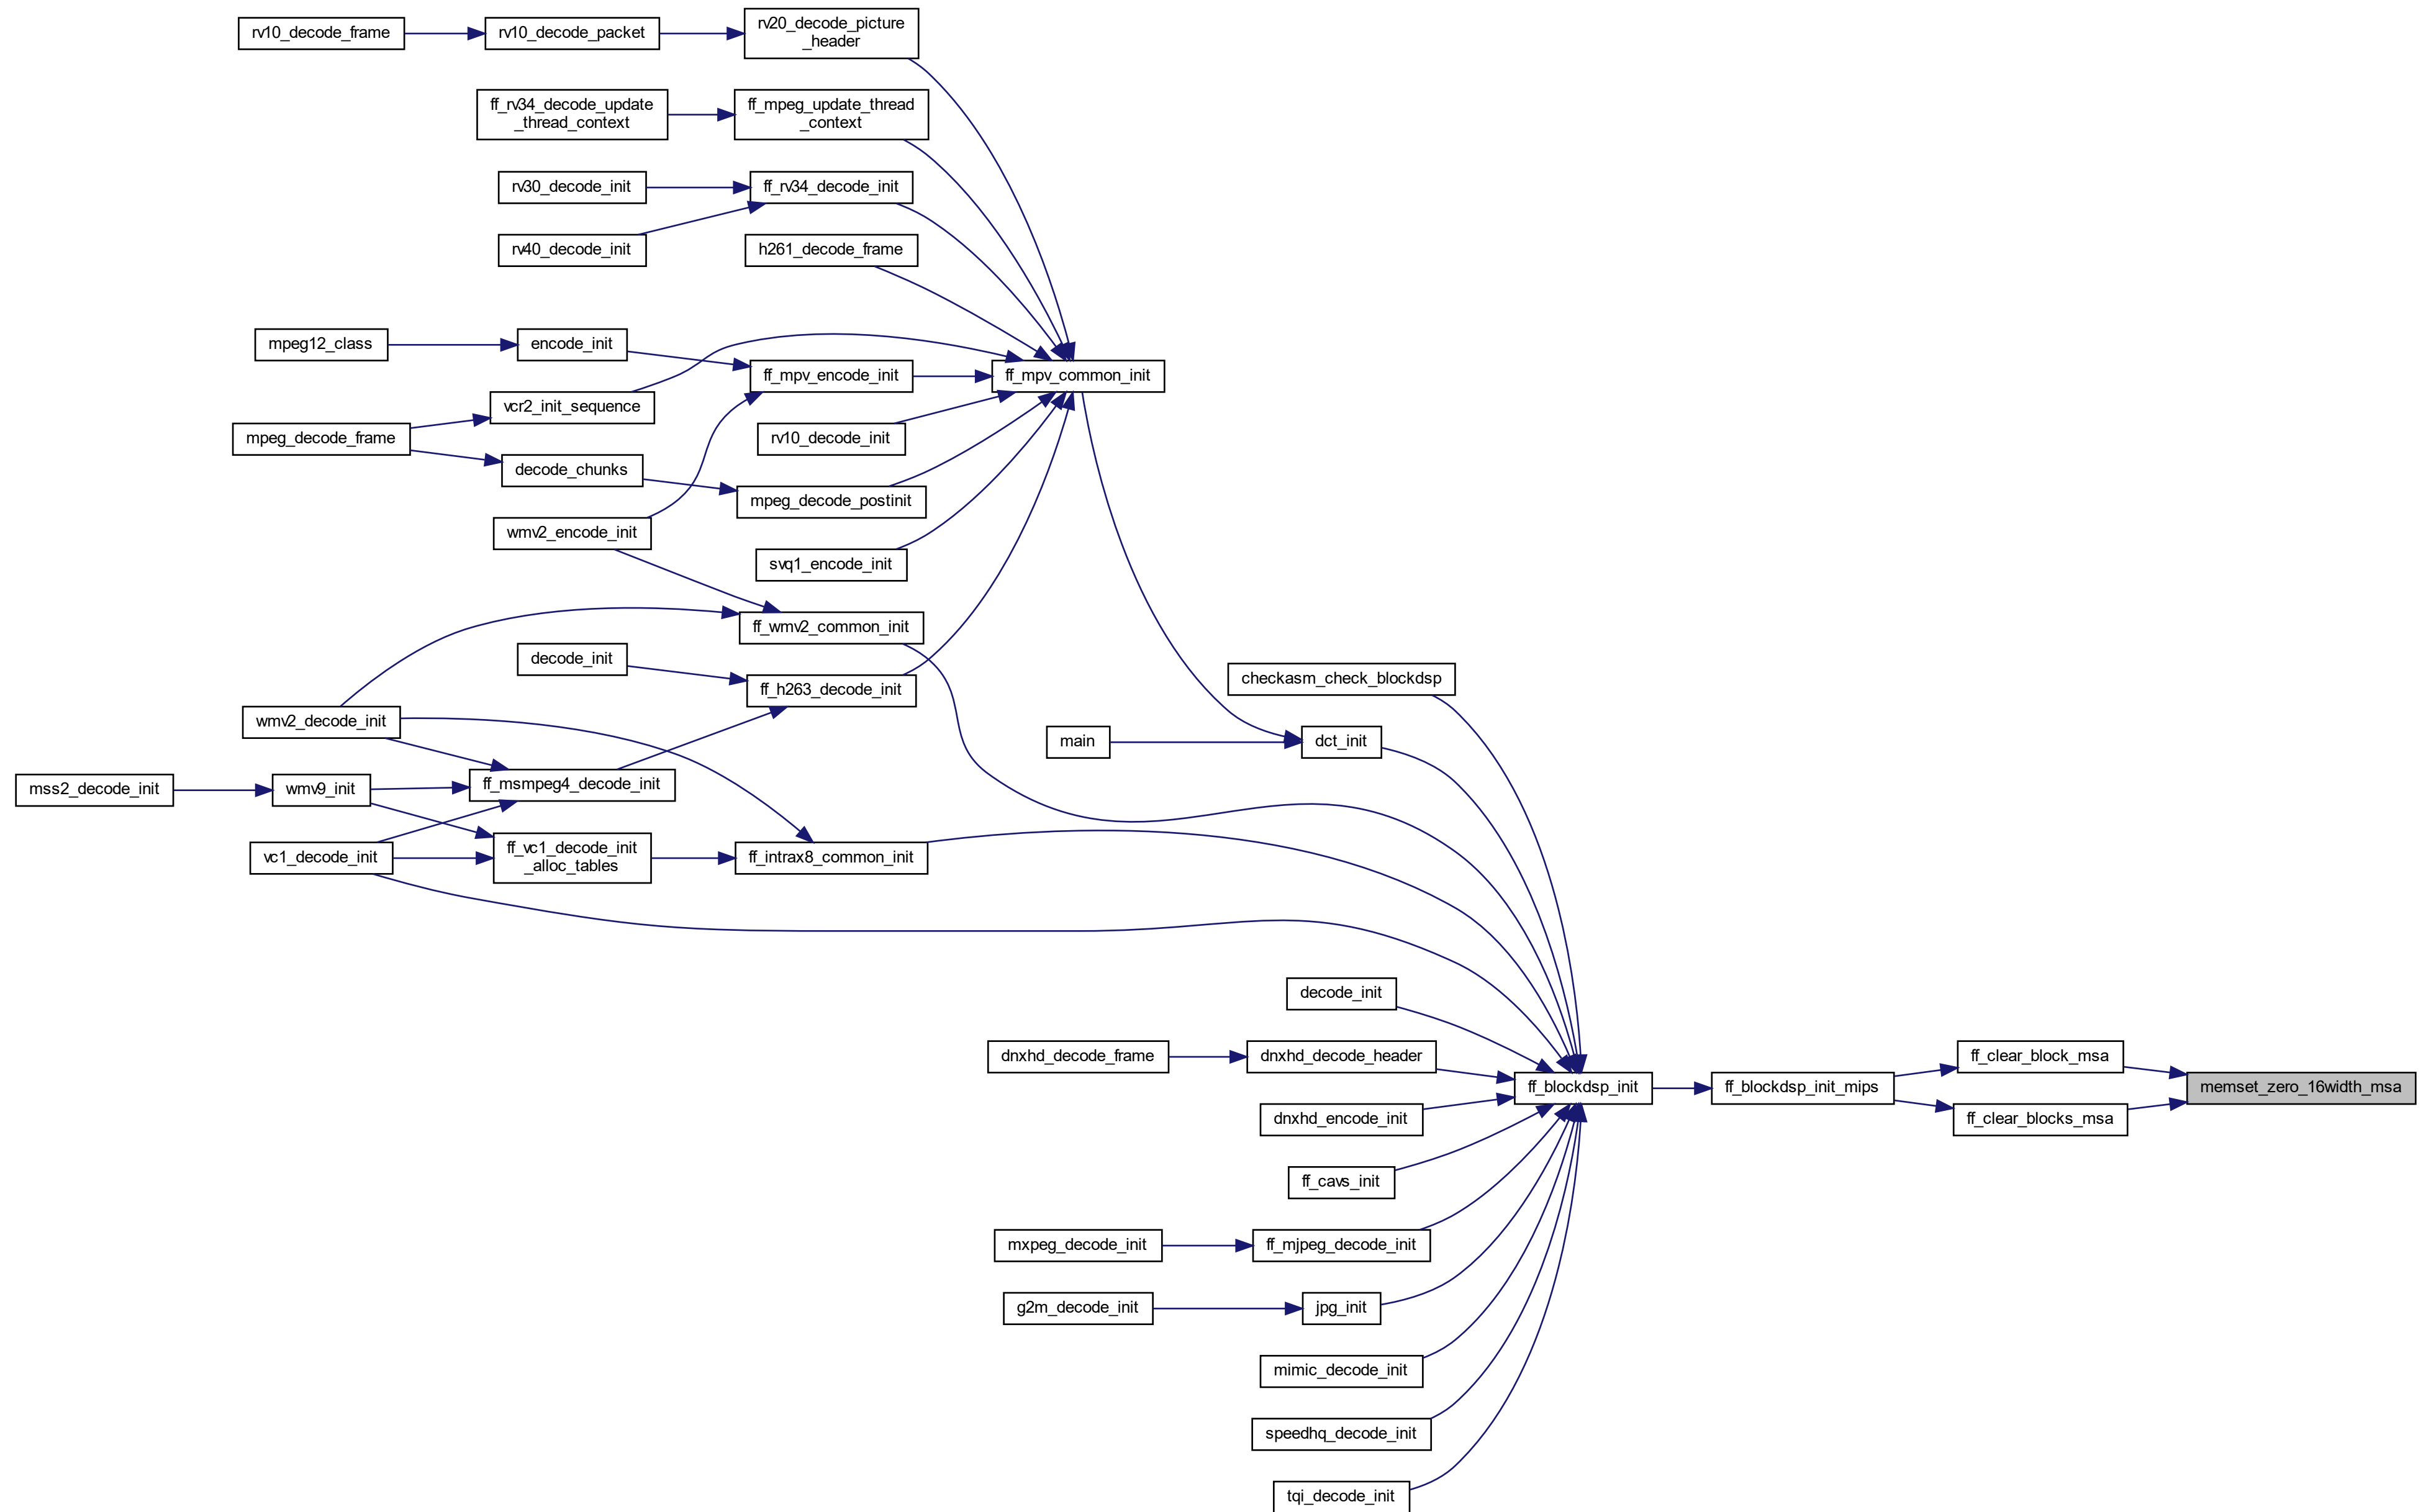 rv10_decode_frame
rv10_decode_packet
rv20_decode_picture
_header
ff_rv34_decode_update
_thread_context
ff_mpeg_update_thread
_context
rv30_decode_init
ff_rv34_decode_init
rv40_decode_init
h261_decode_frame
mpeg12_class
encode_init
ff_mpv_encode_init
ff_mpv_common_init
vcr2_init_sequence
mpeg_decode_frame
rv10_decode_init
decode_chunks
mpeg_decode_postinit
wmv2_encode_init
svq1_encode_init
ff_wmv2_common_init
decode_init
ff_h263_decode_init
checkasm_check_blockdsp
wmv2_decode_init
main
dct_init
mss2_decode_init
wmv9_init
ff_msmpeg4_decode_init
vc1_decode_init
ff_vc1_decode_init
_alloc_tables
ff_intrax8_common_init
decode_init
dnxhd_decode_frame
dnxhd_decode_header
ff_blockdsp_init
ff_blockdsp_init_mips
ff_clear_block_msa
memset_zero_16width_msa
ff_clear_blocks_msa
dnxhd_encode_init
ff_cavs_init
mxpeg_decode_init
ff_mjpeg_decode_init
g2m_decode_init
jpg_init
mimic_decode_init
speedhq_decode_init
tqi_decode_init